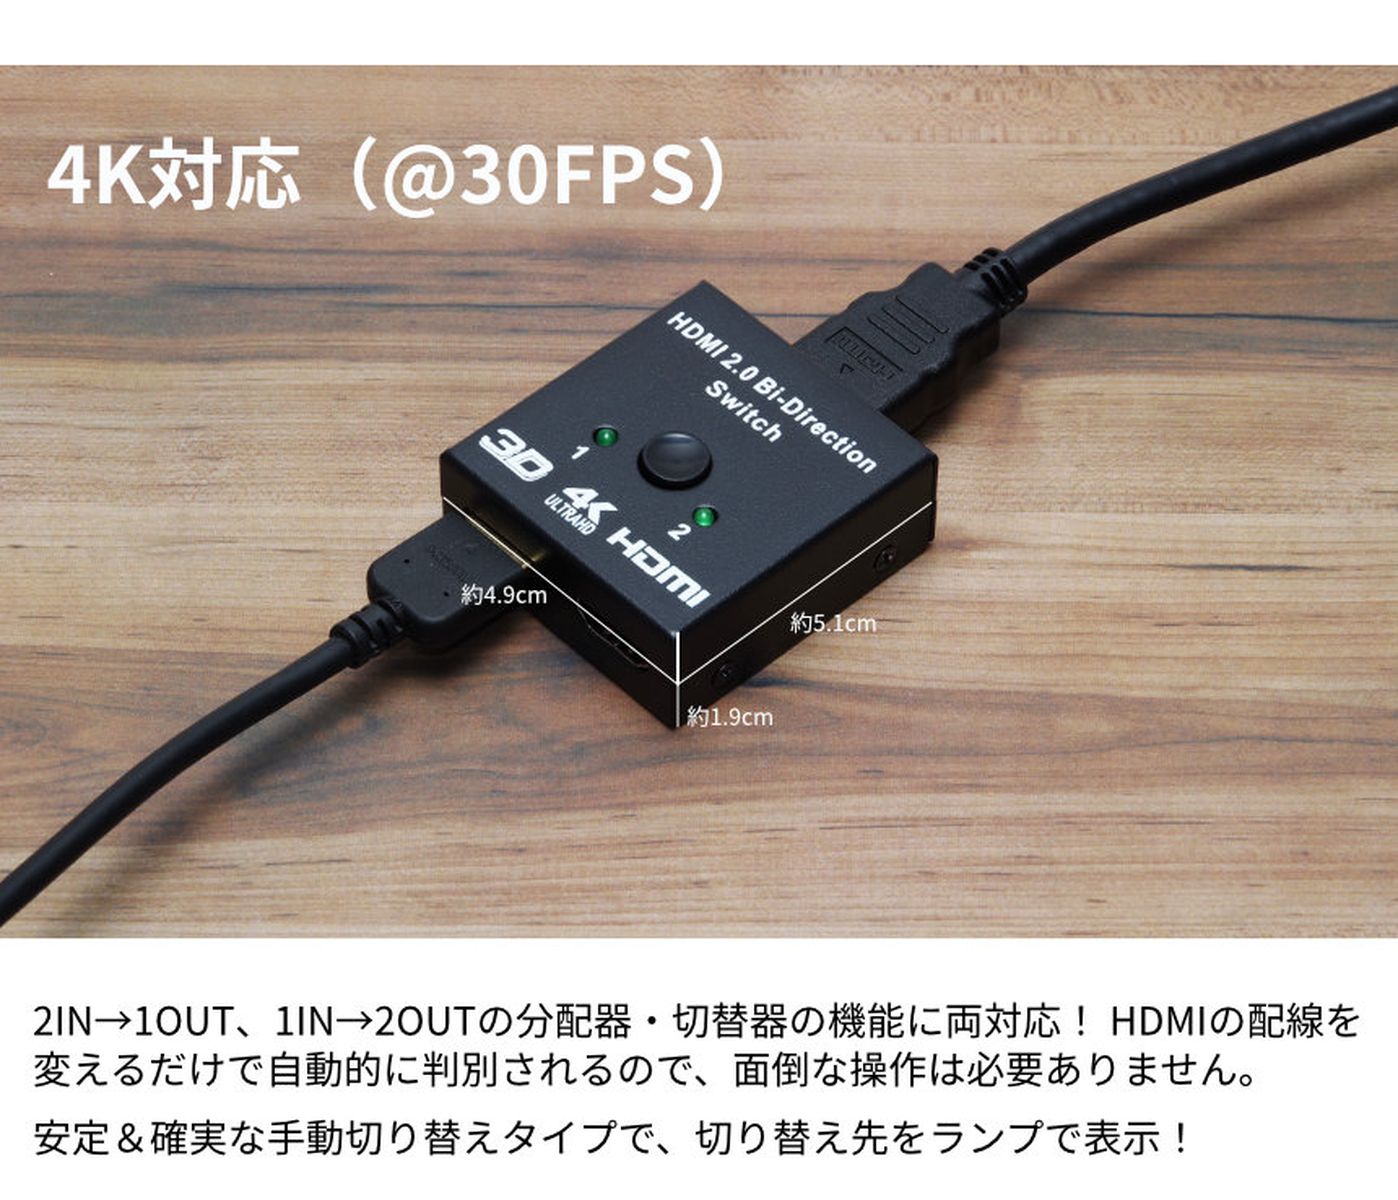 4K対応（@30FPS）
HDMI 2.0 Bi-Direction
Switch
1
2
3D
4K
ULTRAHD
HDMI
約4.9cm
約5.1cm
約1.9cm
2IN→1OUT、1IN→2OUTの分配器・切替器の機能に両対応！ HDMIの配線を
変えるだけで自動的に判別されるので、面倒な操作は必要ありません。
安定＆確実な手動切り替えタイプで、切り替え先をランプで表示！